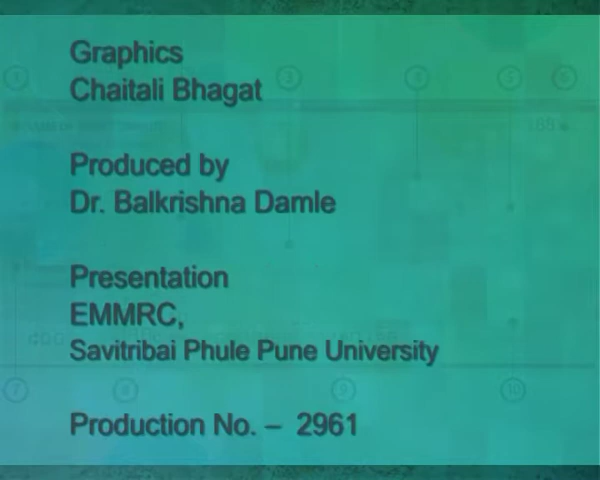 Graphics
Chaitali Bhagat
Produced by
Dr. Balkrishna Damle
Presentation
EMMRC,
Savitribai Phule Pune University
Production No. – 2961